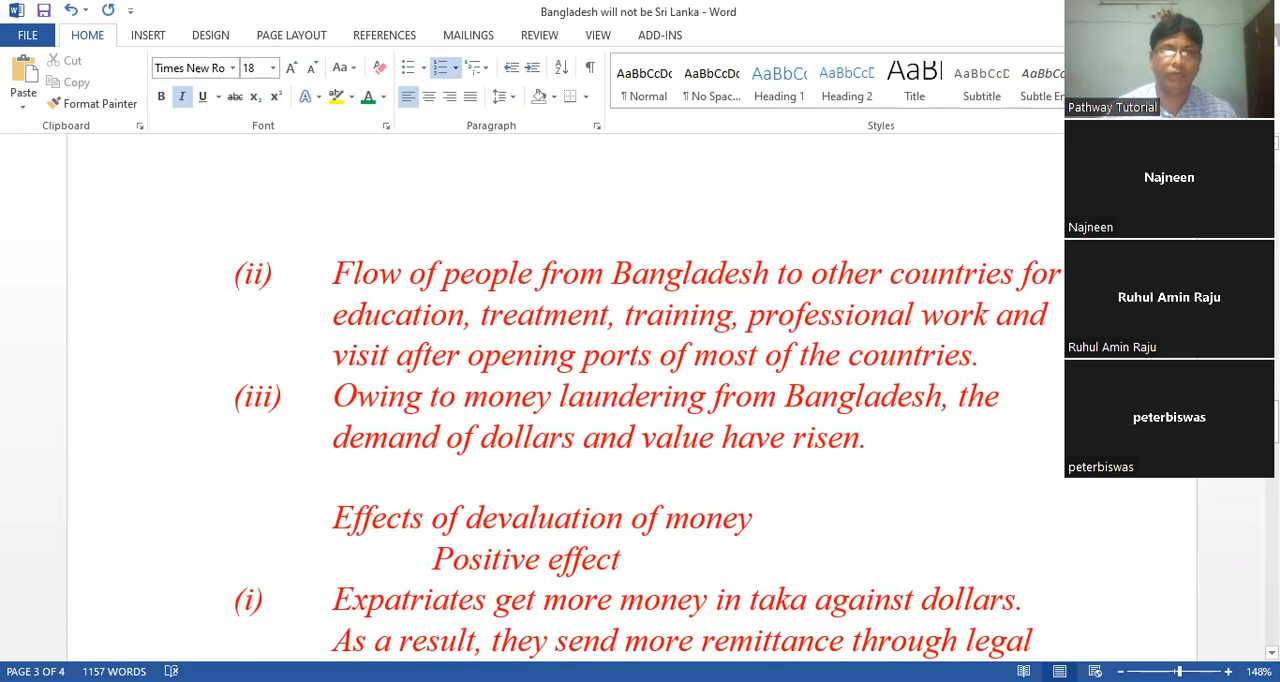 Bangladesh will not be Sri Lanka - Word
FILE HOME INSERT DESIGN PAGE LAYOUT REFERENCES MAILINGS REVIEW VIEW ADD-INS
Cut
Copy
Paste
Format Painter
Clipboard
Times New Ro 18
Font
Paragraph
AaBbCcDc AaBbCcDc AaBbCc AaBbCcD AaBl AaBbCcD AaBbCcDc
¶ Normal ¶ No Spac... Heading 1 Heading 2 Title Subtitle Subtle En
Styles
(ii) Flow of people from Bangladesh to other countries for
education, treatment, training, professional work and
visit after opening ports of most of the countries.
(iii) Owing to money laundering from Bangladesh, the
demand of dollars and value have risen.
Effects of devaluation of money
Positive effect
(i) Expatriates get more money in taka against dollars.
As a result, they send more remittance through legal
Pathway Tutorial
Najneen
Najneen
Ruhul Amin Raju
Ruhul Amin Raju
peterbiswas
peterbiswas
PAGE 3 OF 4 1157 WORDS
148%